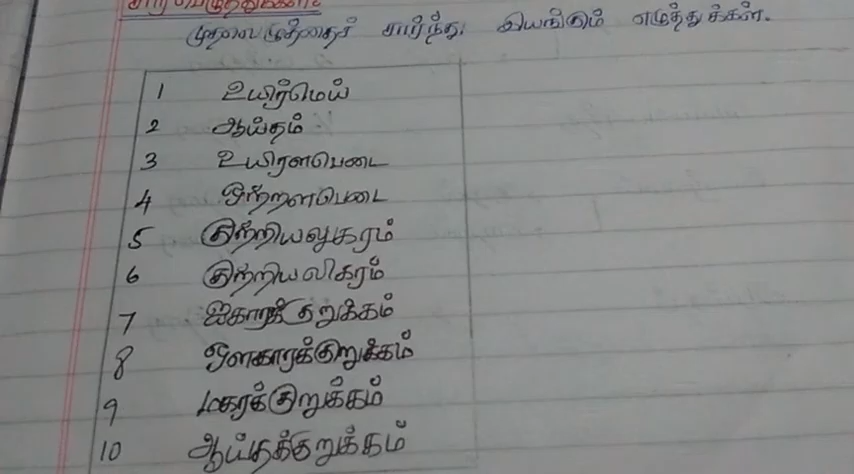 சார்பெழுத்துக்கள்:
முதலெழுத்தைச் சார்ந்து இயங்கும் எழுத்துக்கள்.
1 உயிர்மெய்
2 ஆய்தம்
3 உயிரளபெடை
4 ஒற்றளபெடை
5 குற்றியலுகரம்
6 குற்றியலிகரம்
7 ஐகாரக்குறுக்கம்
8 ஔகாரக்குறுக்கம்
9 மகரக்குறுக்கம்
10 ஆய்தக்குறுக்கம்